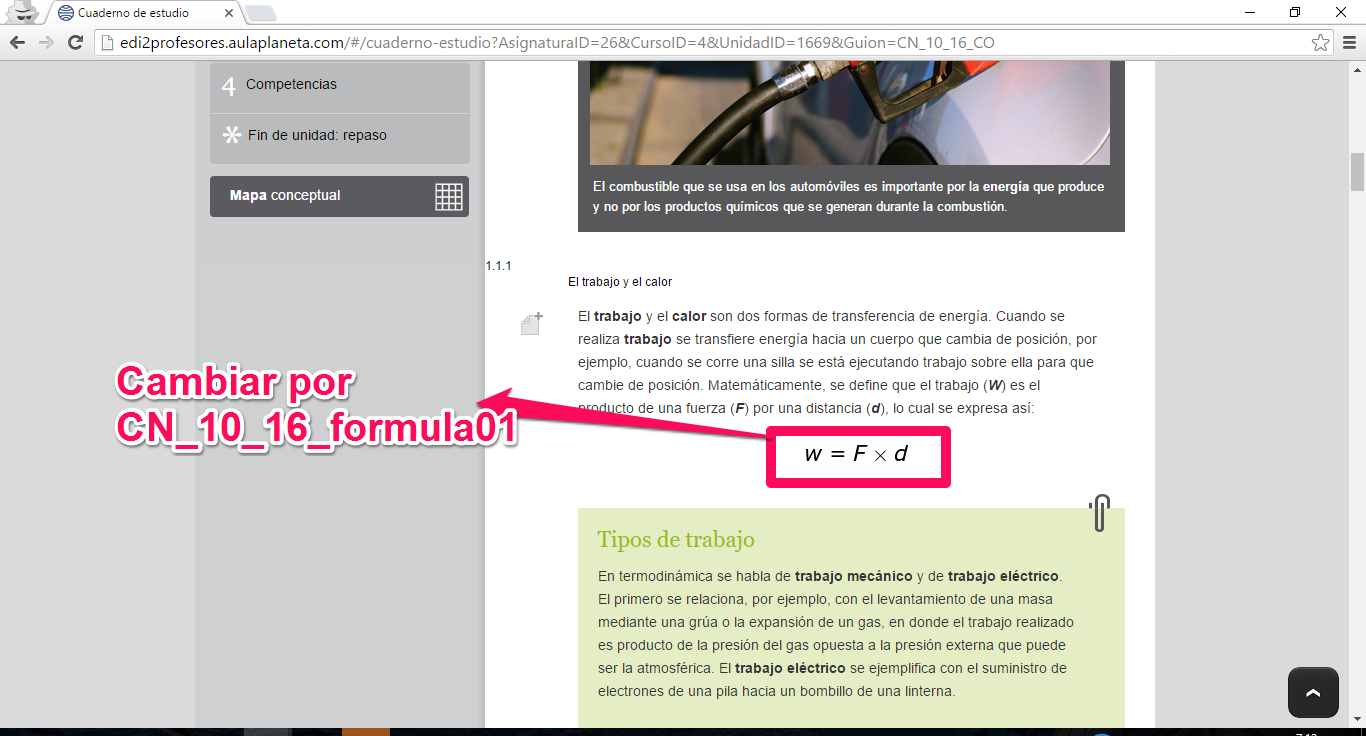 Cuaderno de estudio
edi2profesores.aulaplaneta.com/#/cuaderno-estudio?AsignaturaID=26&CursoID=4&UnidadID=1669&Guion=CN_10_16_CO
4 Competencias
Fin de unidad: repaso
Mapa conceptual
El combustible que se usa en los automóviles es importante por la energía que produce
y no por los productos químicos que se generan durante la combustión.
1.1.1
El trabajo y el calor
El trabajo y el calor son dos formas de transferencia de energía. Cuando se
realiza trabajo se transfiere energía hacia un cuerpo que cambia de posición, por
ejemplo, cuando se corre una silla se está ejecutando trabajo sobre ella para que
cambie de posición. Matemáticamente, se define que el trabajo (W) es el
producto de una fuerza (F) por una distancia (d), lo cual se expresa así:
Cambiar por
CN_10_16_formula01
w = F × d
Tipos de trabajo
En termodinámica se habla de trabajo mecánico y de trabajo eléctrico.
El primero se relaciona, por ejemplo, con el levantamiento de una masa
mediante una grúa o la expansión de un gas, en donde el trabajo realizado
es producto de la presión del gas opuesta a la presión externa que puede
ser la atmosférica. El trabajo eléctrico se ejemplifica con el suministro de
electrones de una pila hacia un bombillo de una linterna.